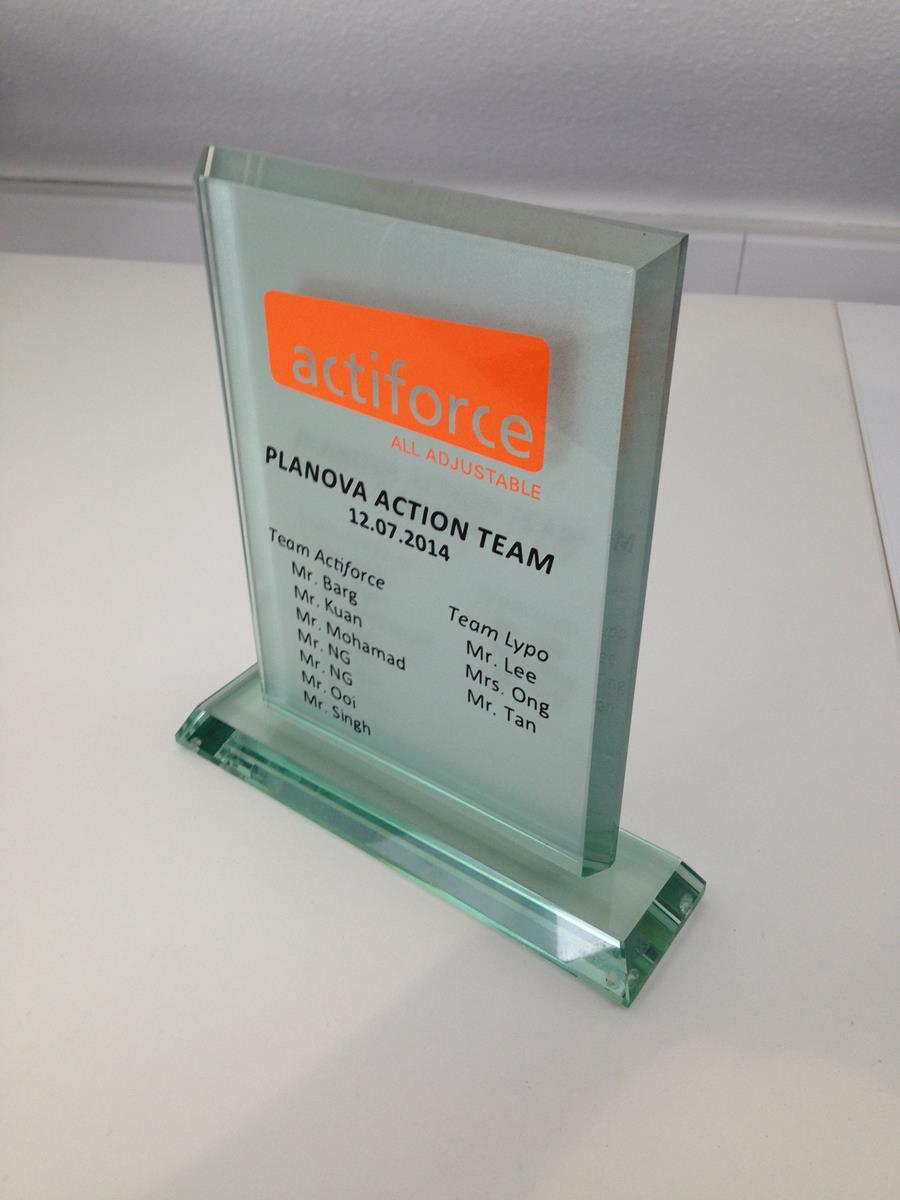 actiforce
ALL ADJUSTABLE
PLANOVA ACTION TEAM
12.07.2014
Team Actiforce
Mr. Barg
Mr. Kuan
Mr. Mohamad
Mr. NG
Mr. NG
Mr. Ooi
Mr. Singh
Team Lypo
Mr. Lee
Mrs. Ong
Mr. Tan